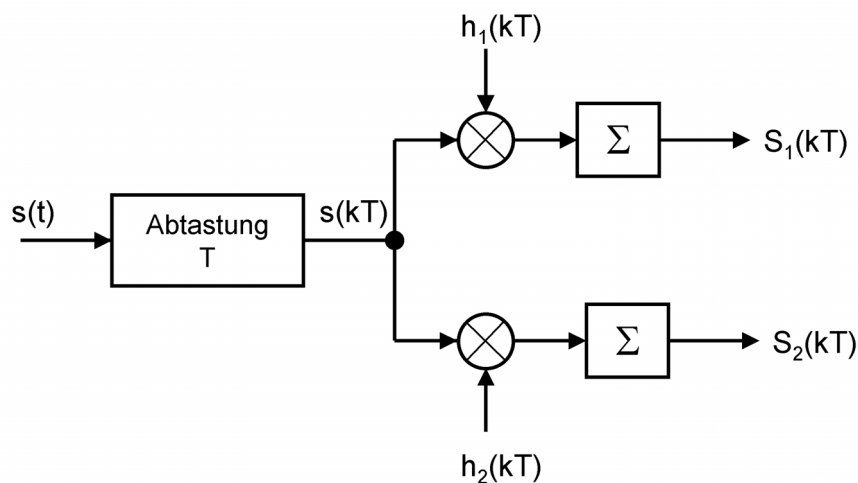 h₁(kT)
Σ
S₁(kT)
s(t)
Abtastung
T
s(kT)
Σ
S₂(kT)
h₂(kT)